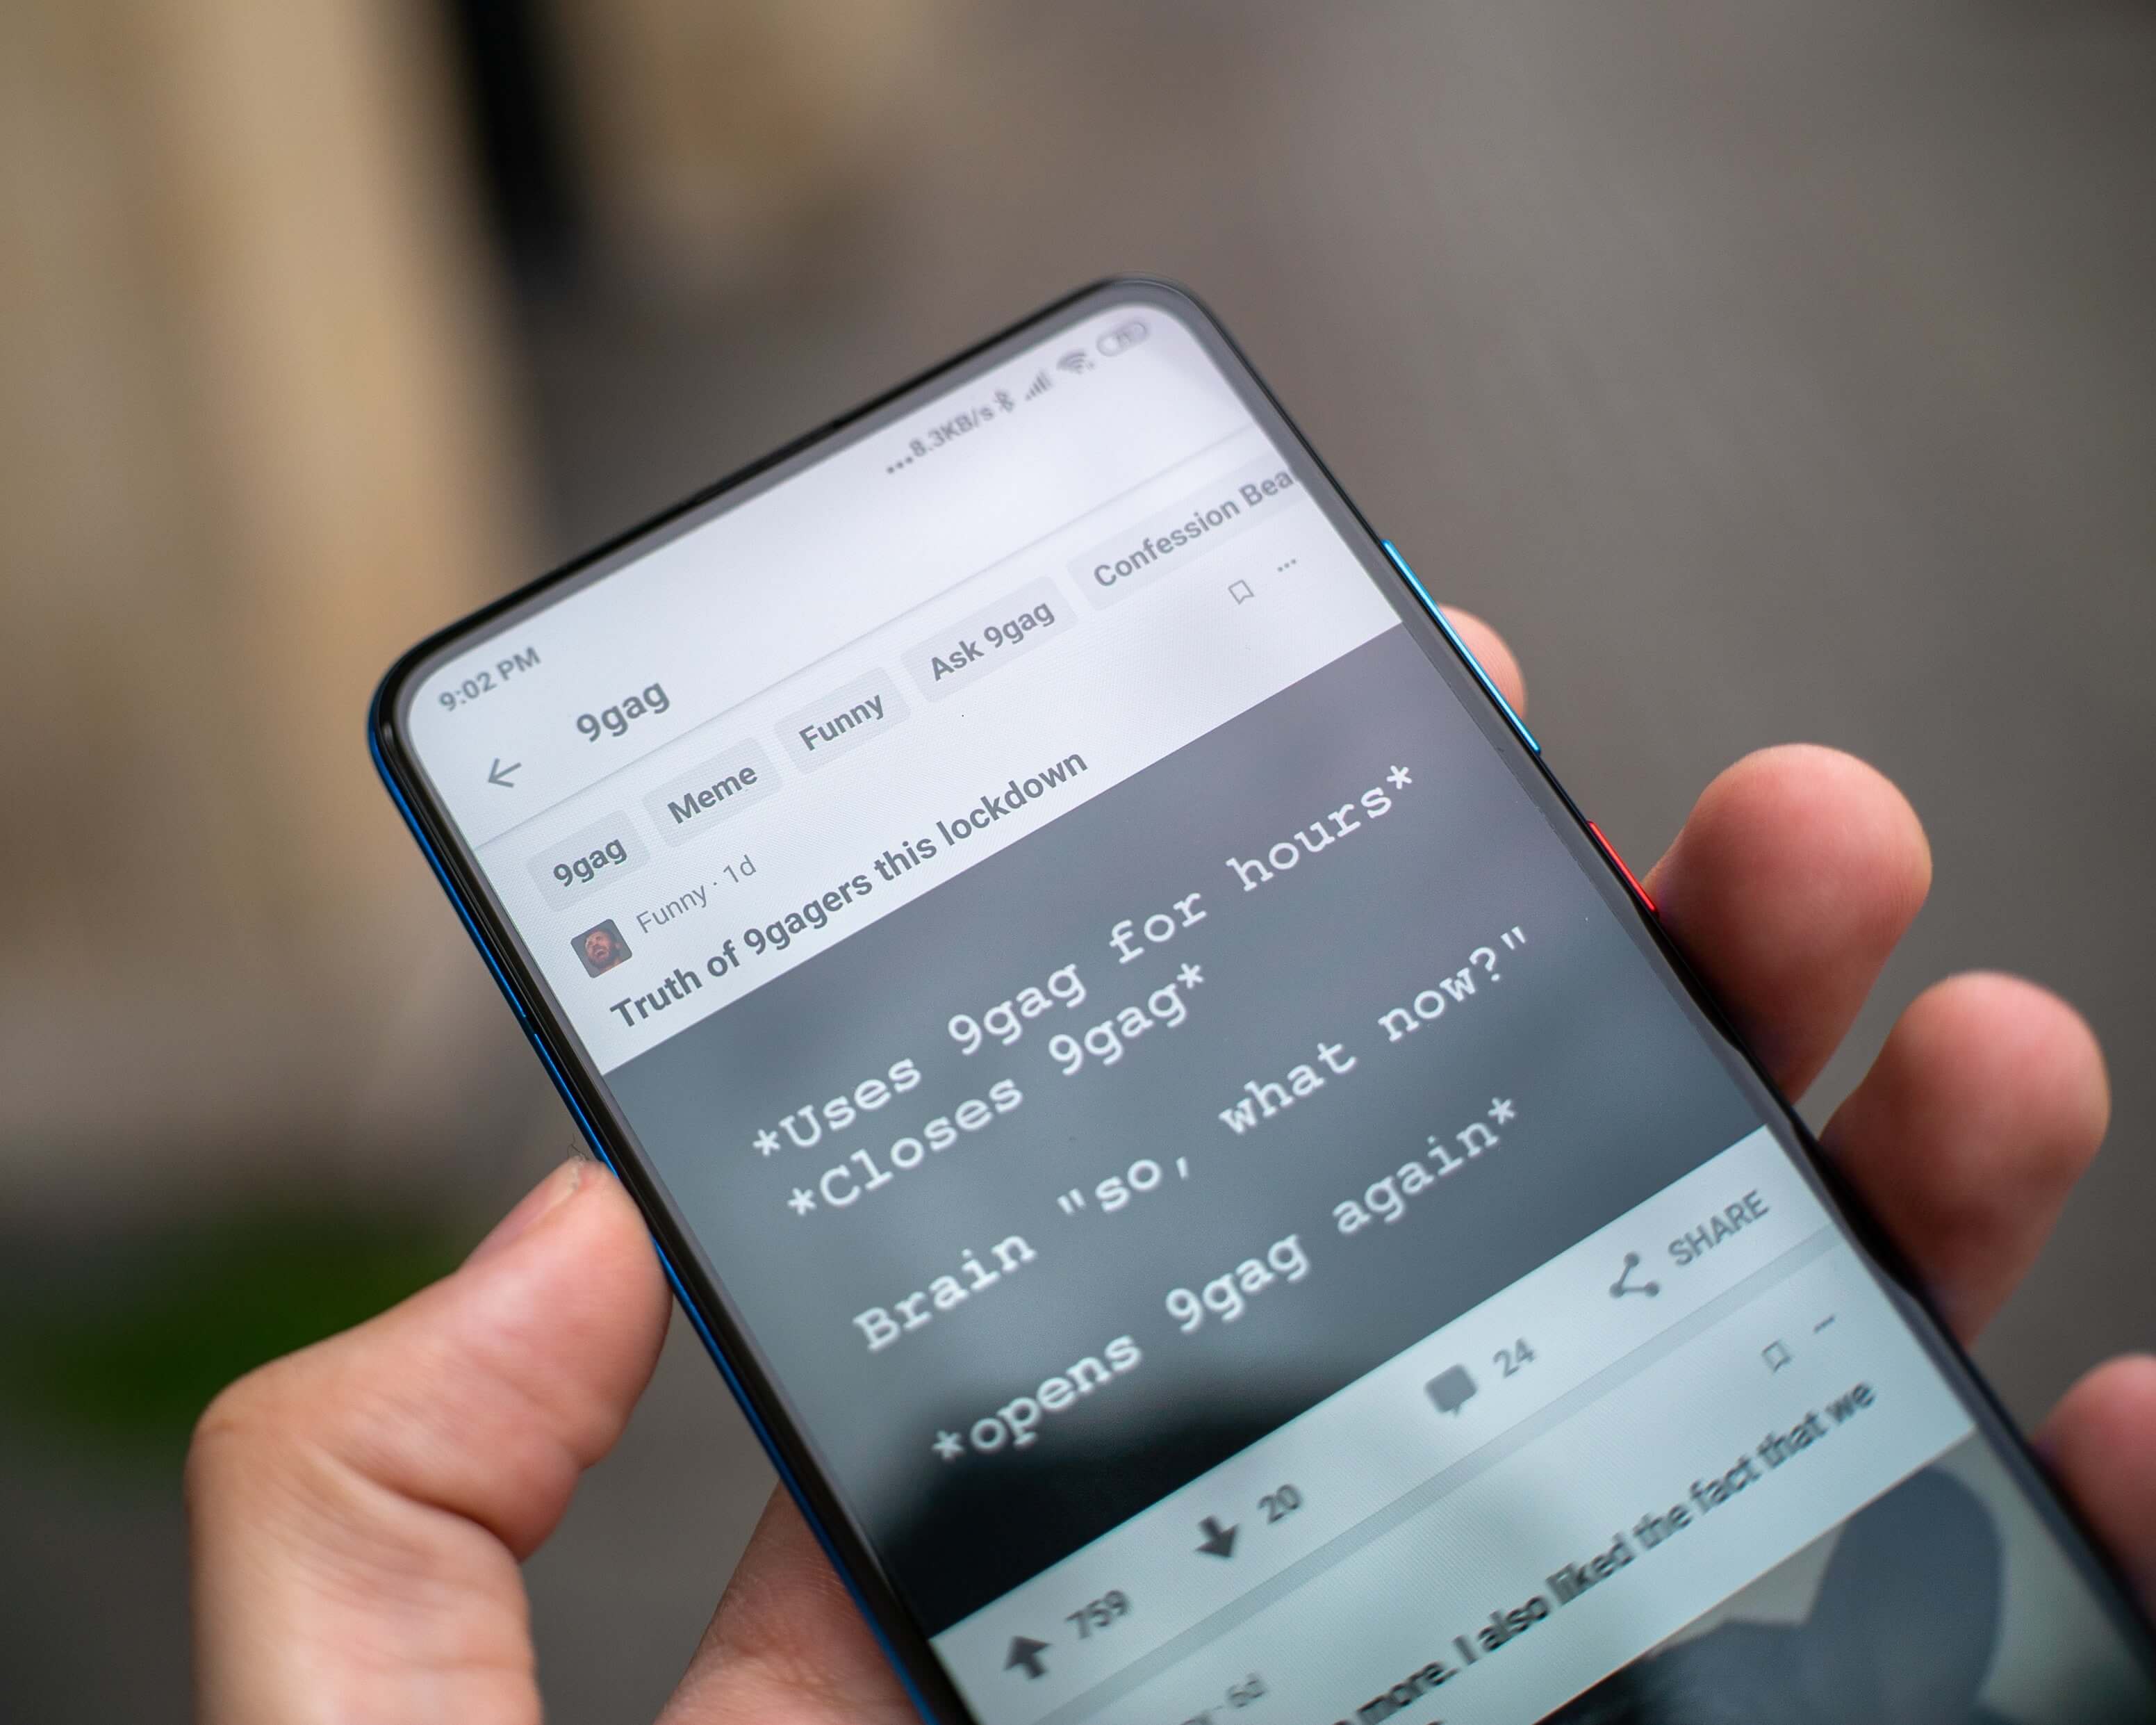 9:02 PM ...8.3KB/s
9gag
9gag Meme Funny Ask 9gag Confession Bea
Funny · 1d
Truth of 9gagers this lockdown
*Uses 9gag for hours*
*Closes 9gag*
Brain "so, what now?"
*opens 9gag again*
759 20 24 SHARE
· 6d
more. I also liked the fact that we